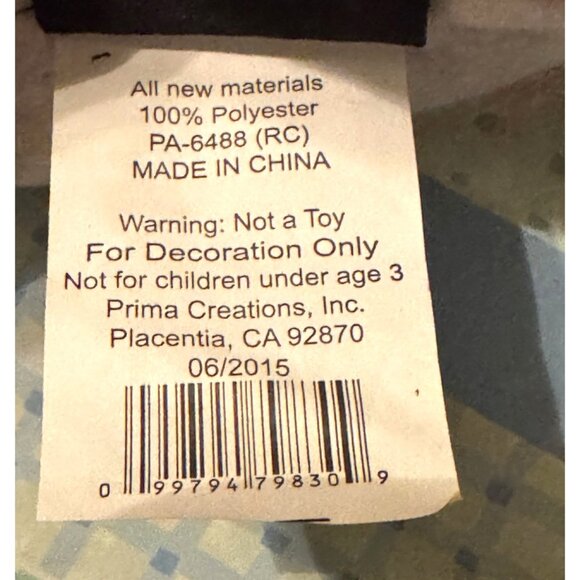 All new materials
100% Polyester
PA-6488 (RC)
MADE IN CHINA
Warning: Not a Toy
For Decoration Only
Not for children under age 3
Prima Creations, Inc.
Placentia, CA 92870
06/2015
0 99794 79830 9